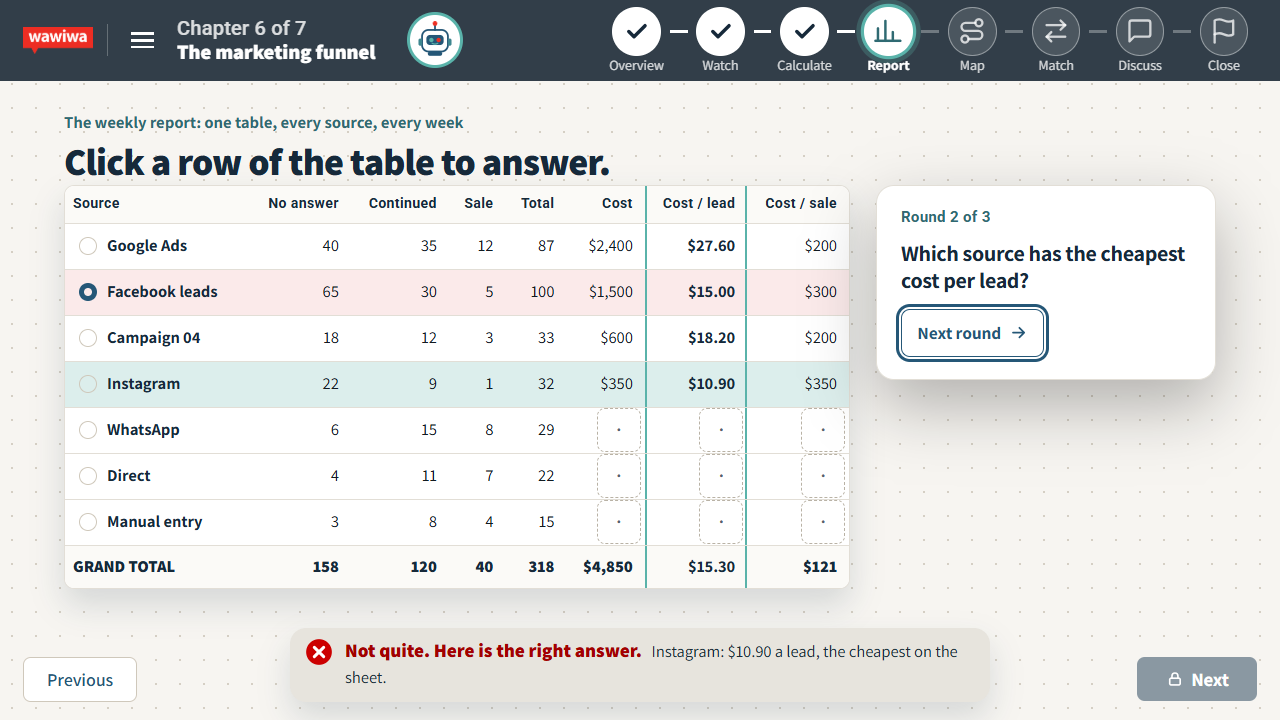 wawiwa
Chapter 6 of 7
The marketing funnel
Overview Watch Calculate Report Map Match Discuss Close
The weekly report: one table, every source, every week
Click a row of the table to answer.
Source No answer Continued Sale Total Cost Cost / lead Cost / sale
Google Ads 40 35 12 87 $2,400 $27.60 $200
Facebook leads 65 30 5 100 $1,500 $15.00 $300
Campaign 04 18 12 3 33 $600 $18.20 $200
Instagram 22 9 1 32 $350 $10.90 $350
WhatsApp 6 15 8 29 · · ·
Direct 4 11 7 22 · · ·
Manual entry 3 8 4 15 · · ·
GRAND TOTAL 158 120 40 318 $4,850 $15.30 $121
Round 2 of 3
Which source has the cheapest
cost per lead?
Next round →
Not quite. Here is the right answer. Instagram: $10.90 a lead, the cheapest on the
sheet.
Previous
Next